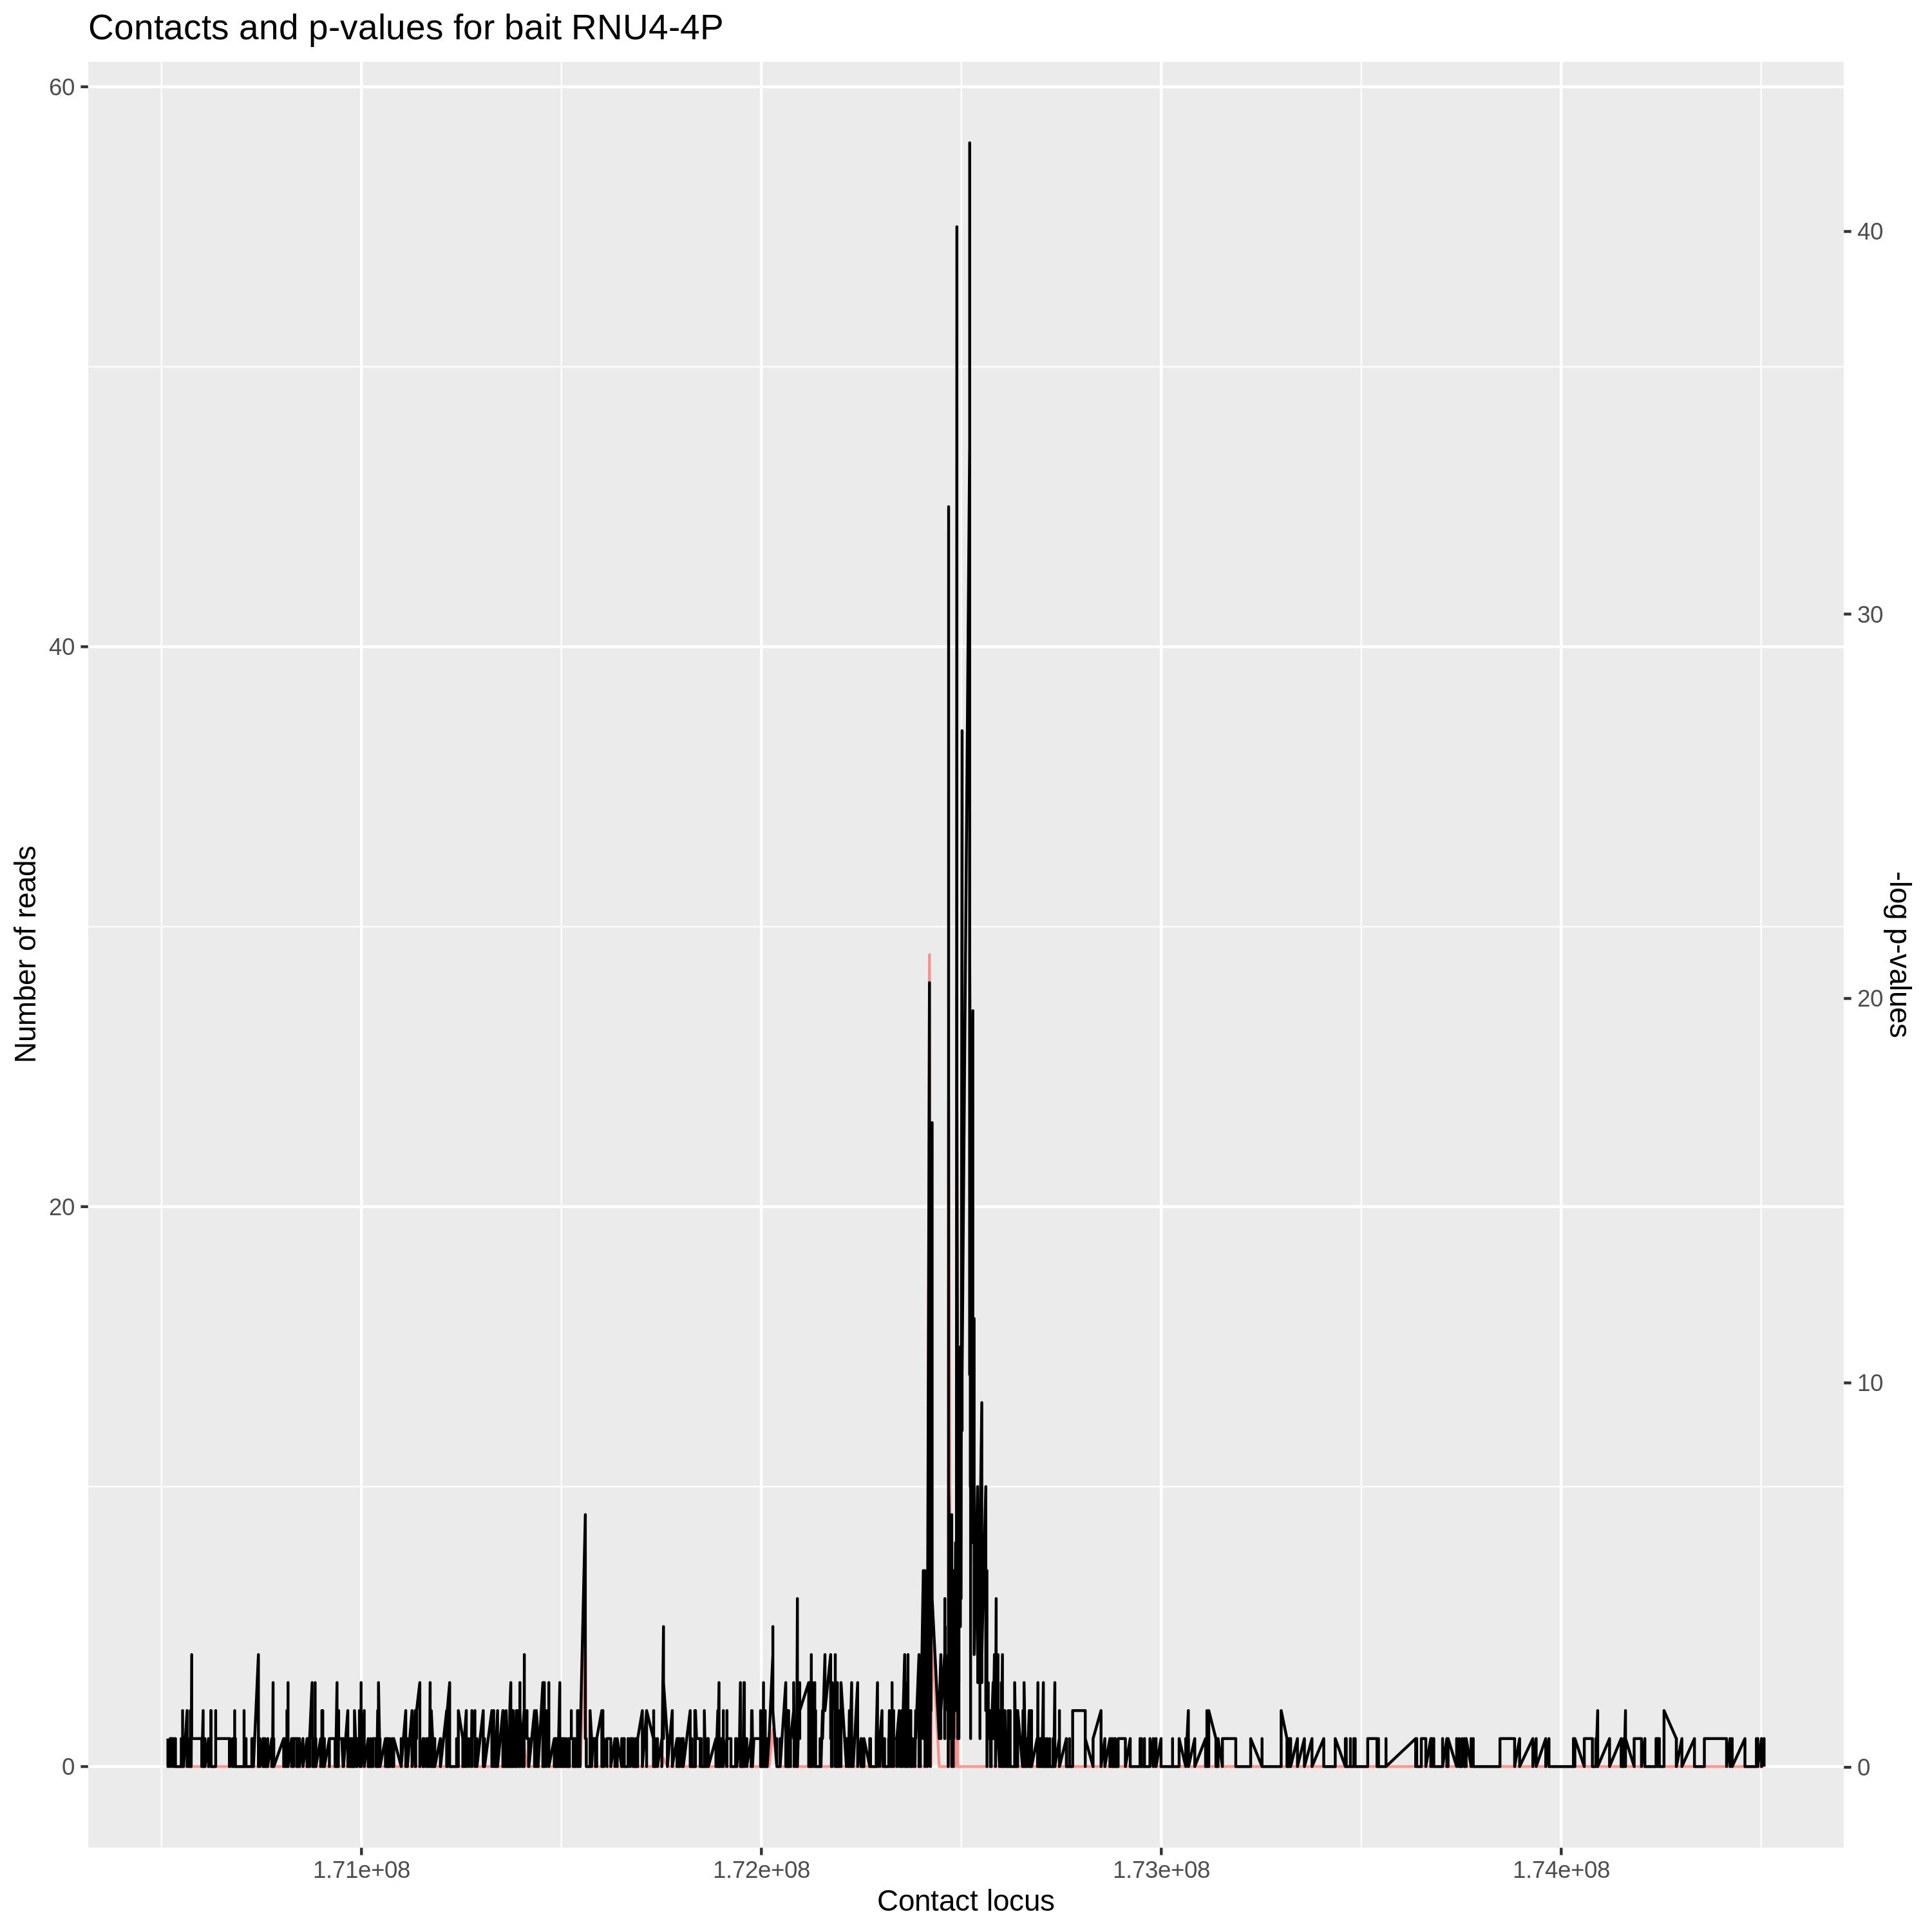 Contacts and p-values for bait RNU4-4P
60
40
20
0
Number of reads
40
30
20
10
0
-log p-values
1.71e+08
1.72e+08
1.73e+08
1.74e+08
Contact locus